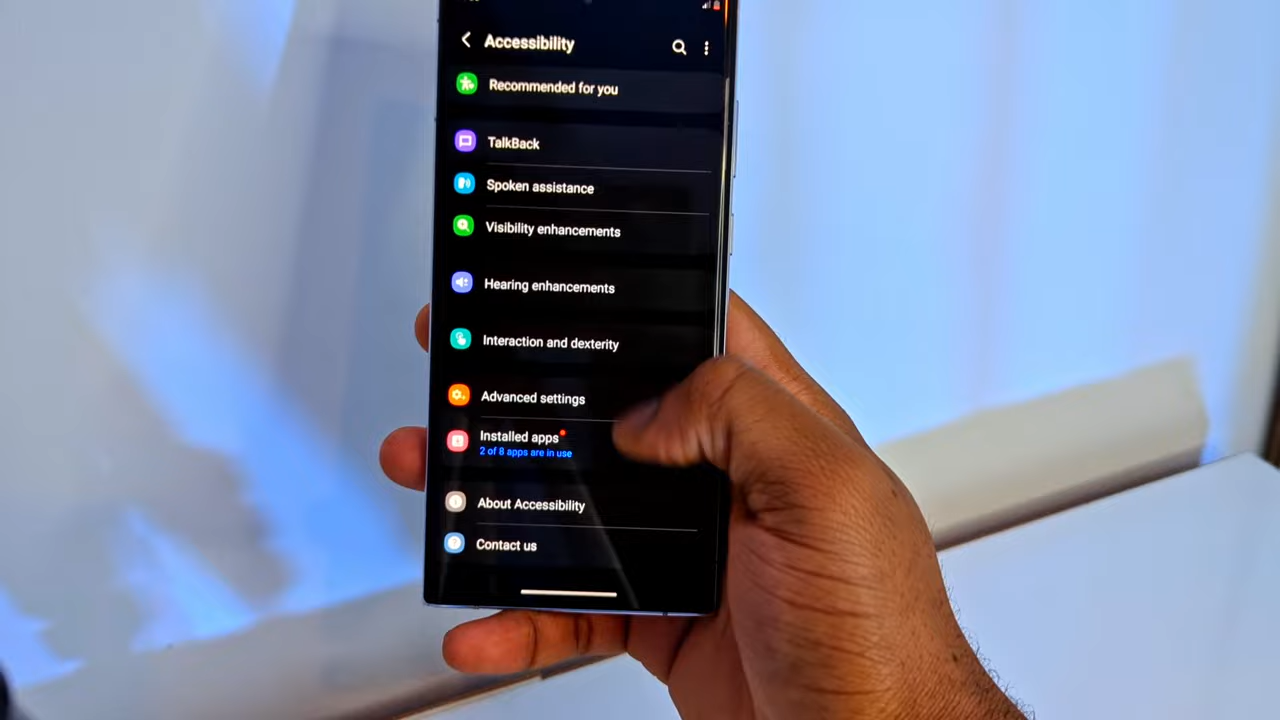 Accessibility
Recommended for you
TalkBack
Spoken assistance
Visibility enhancements
Hearing enhancements
Interaction and dexterity
Advanced settings
Installed apps
2 of 8 apps are in use
About Accessibility
Contact us